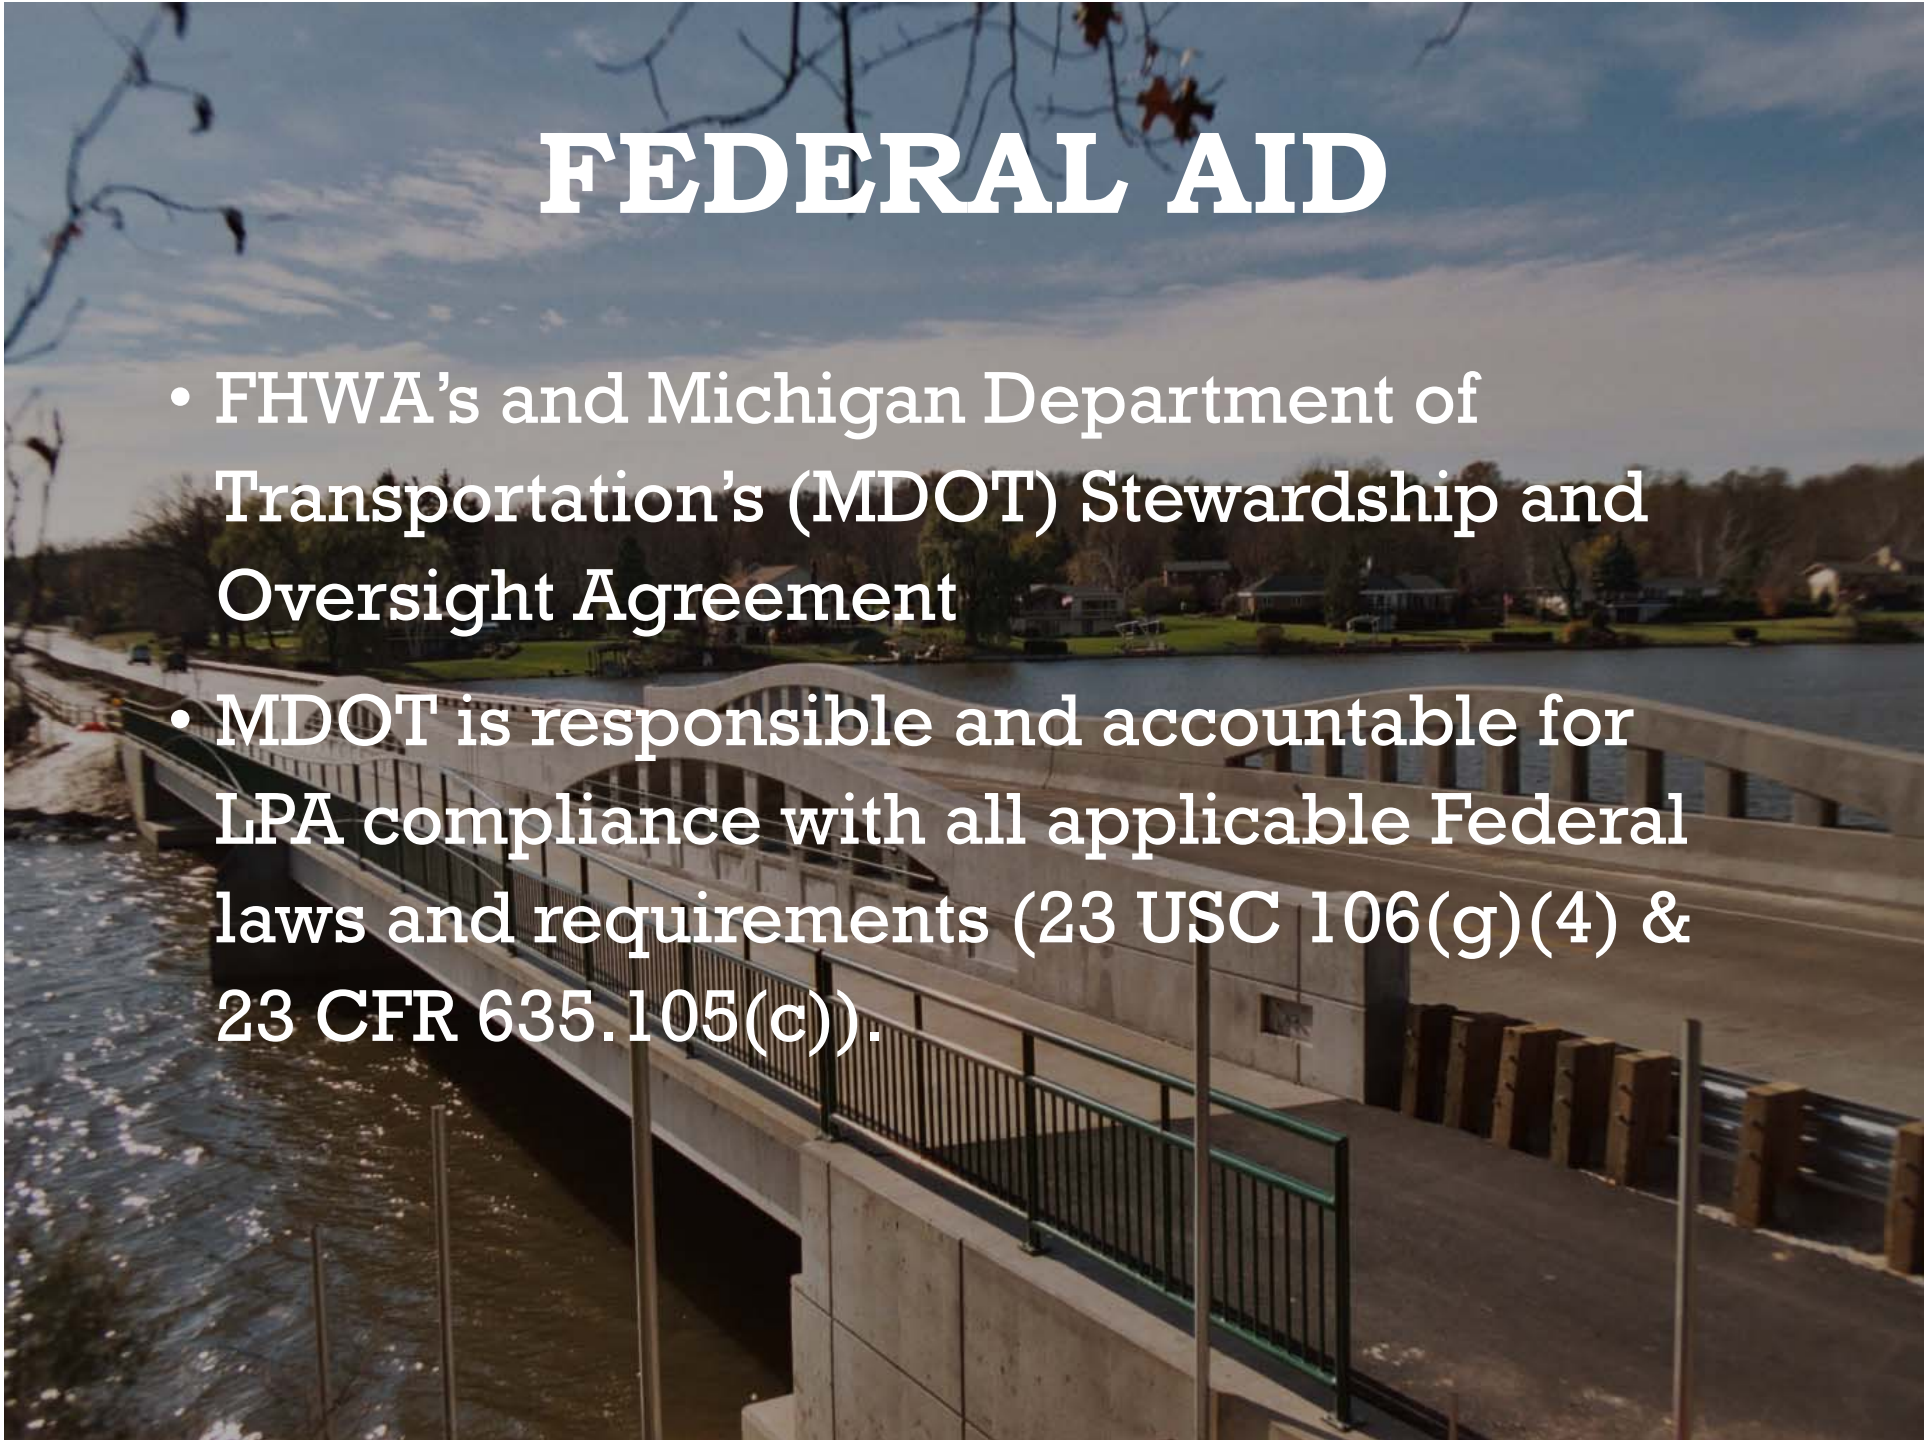 FEDERAL AID
• FHWA’s and Michigan Department of
Transportation’s (MDOT) Stewardship and
Oversight Agreement
• MDOT is responsible and accountable for
LPA compliance with all applicable Federal
laws and requirements (23 USC 106(g)(4) &
23 CFR 635.105(c)).